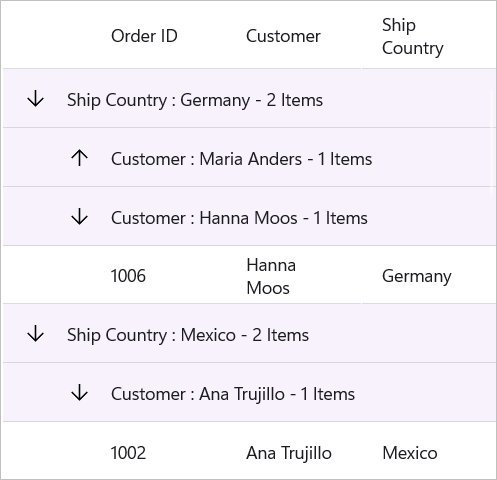 Order ID Customer Ship Country
Ship Country : Germany - 2 Items
Customer : Maria Anders - 1 Items
Customer : Hanna Moos - 1 Items
1006 Hanna Moos Germany
Ship Country : Mexico - 2 Items
Customer : Ana Trujillo - 1 Items
1002 Ana Trujillo Mexico